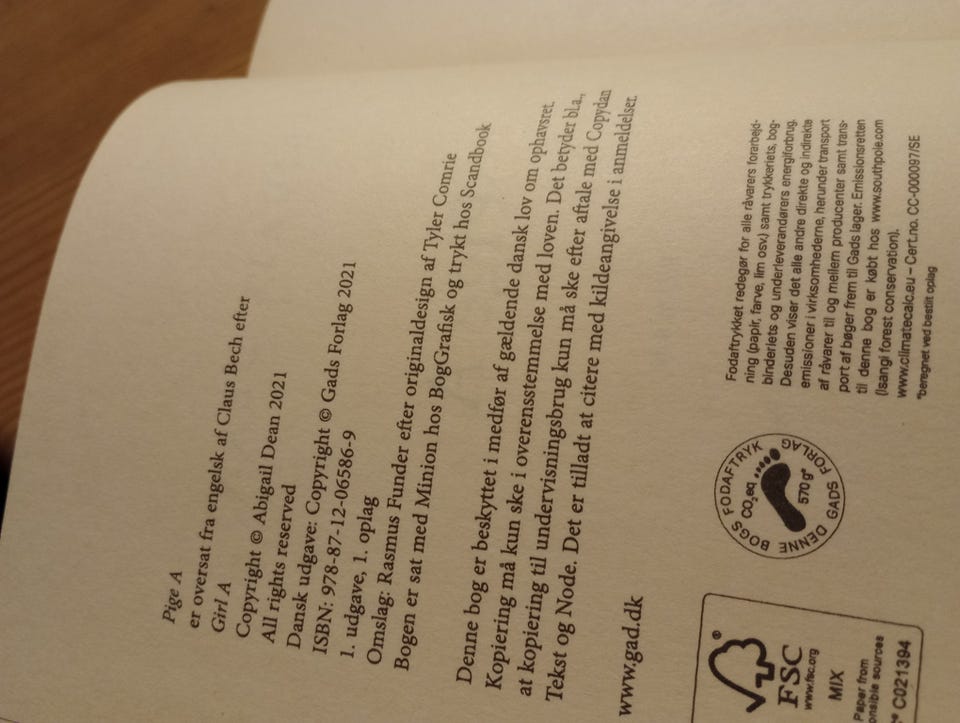 Pige A
er oversat fra engelsk af Claus Bech efter
Girl A
Copyright © Abigail Dean 2021
All rights reserved
Dansk udgave: Copyright © Gads Forlag 2021
ISBN: 978-87-12-06586-9
1. udgave, 1. oplag
Omslag: Rasmus Funder efter originaldesign af Tyler Comrie
Bogen er sat med Minion hos BogGrafisk og trykt hos Scandbook
Denne bog er beskyttet i medfør af gældende dansk lov om ophavsret.
Kopiering må kun ske i overensstemmelse med loven. Det betyder bl.a.,
at kopiering til undervisningsbrug kun må ske efter aftale med Copydan
Tekst og Node. Det er tilladt at citere med kildeangivelse i anmeldelser.
www.gad.dk
FSC
www.fsc.org
MIX
Paper from
nsible sources
® C021394
DENNE BOGS FODAFTRYK
CO2eq
570 g*
GADS FORLAG
Fodaftrykket redegør for alle råvarers forarbejd-
ning (papir, farve, lim osv.) samt trykkeriets, bog-
binderiets og underleverandørers energiforbrug.
Desuden viser det alle andre direkte og indirekte
emissioner i virksomhederne, herunder transport
af råvarer til og mellem producenter samt trans-
port af bøger frem til Gads lager. Emissionsretten
til denne bog er købt hos www.southpole.com
(Isangi forest conservation).
www.climatecalc.eu – Cert.no. CC-000097/SE
*beregnet ved bestilt oplag